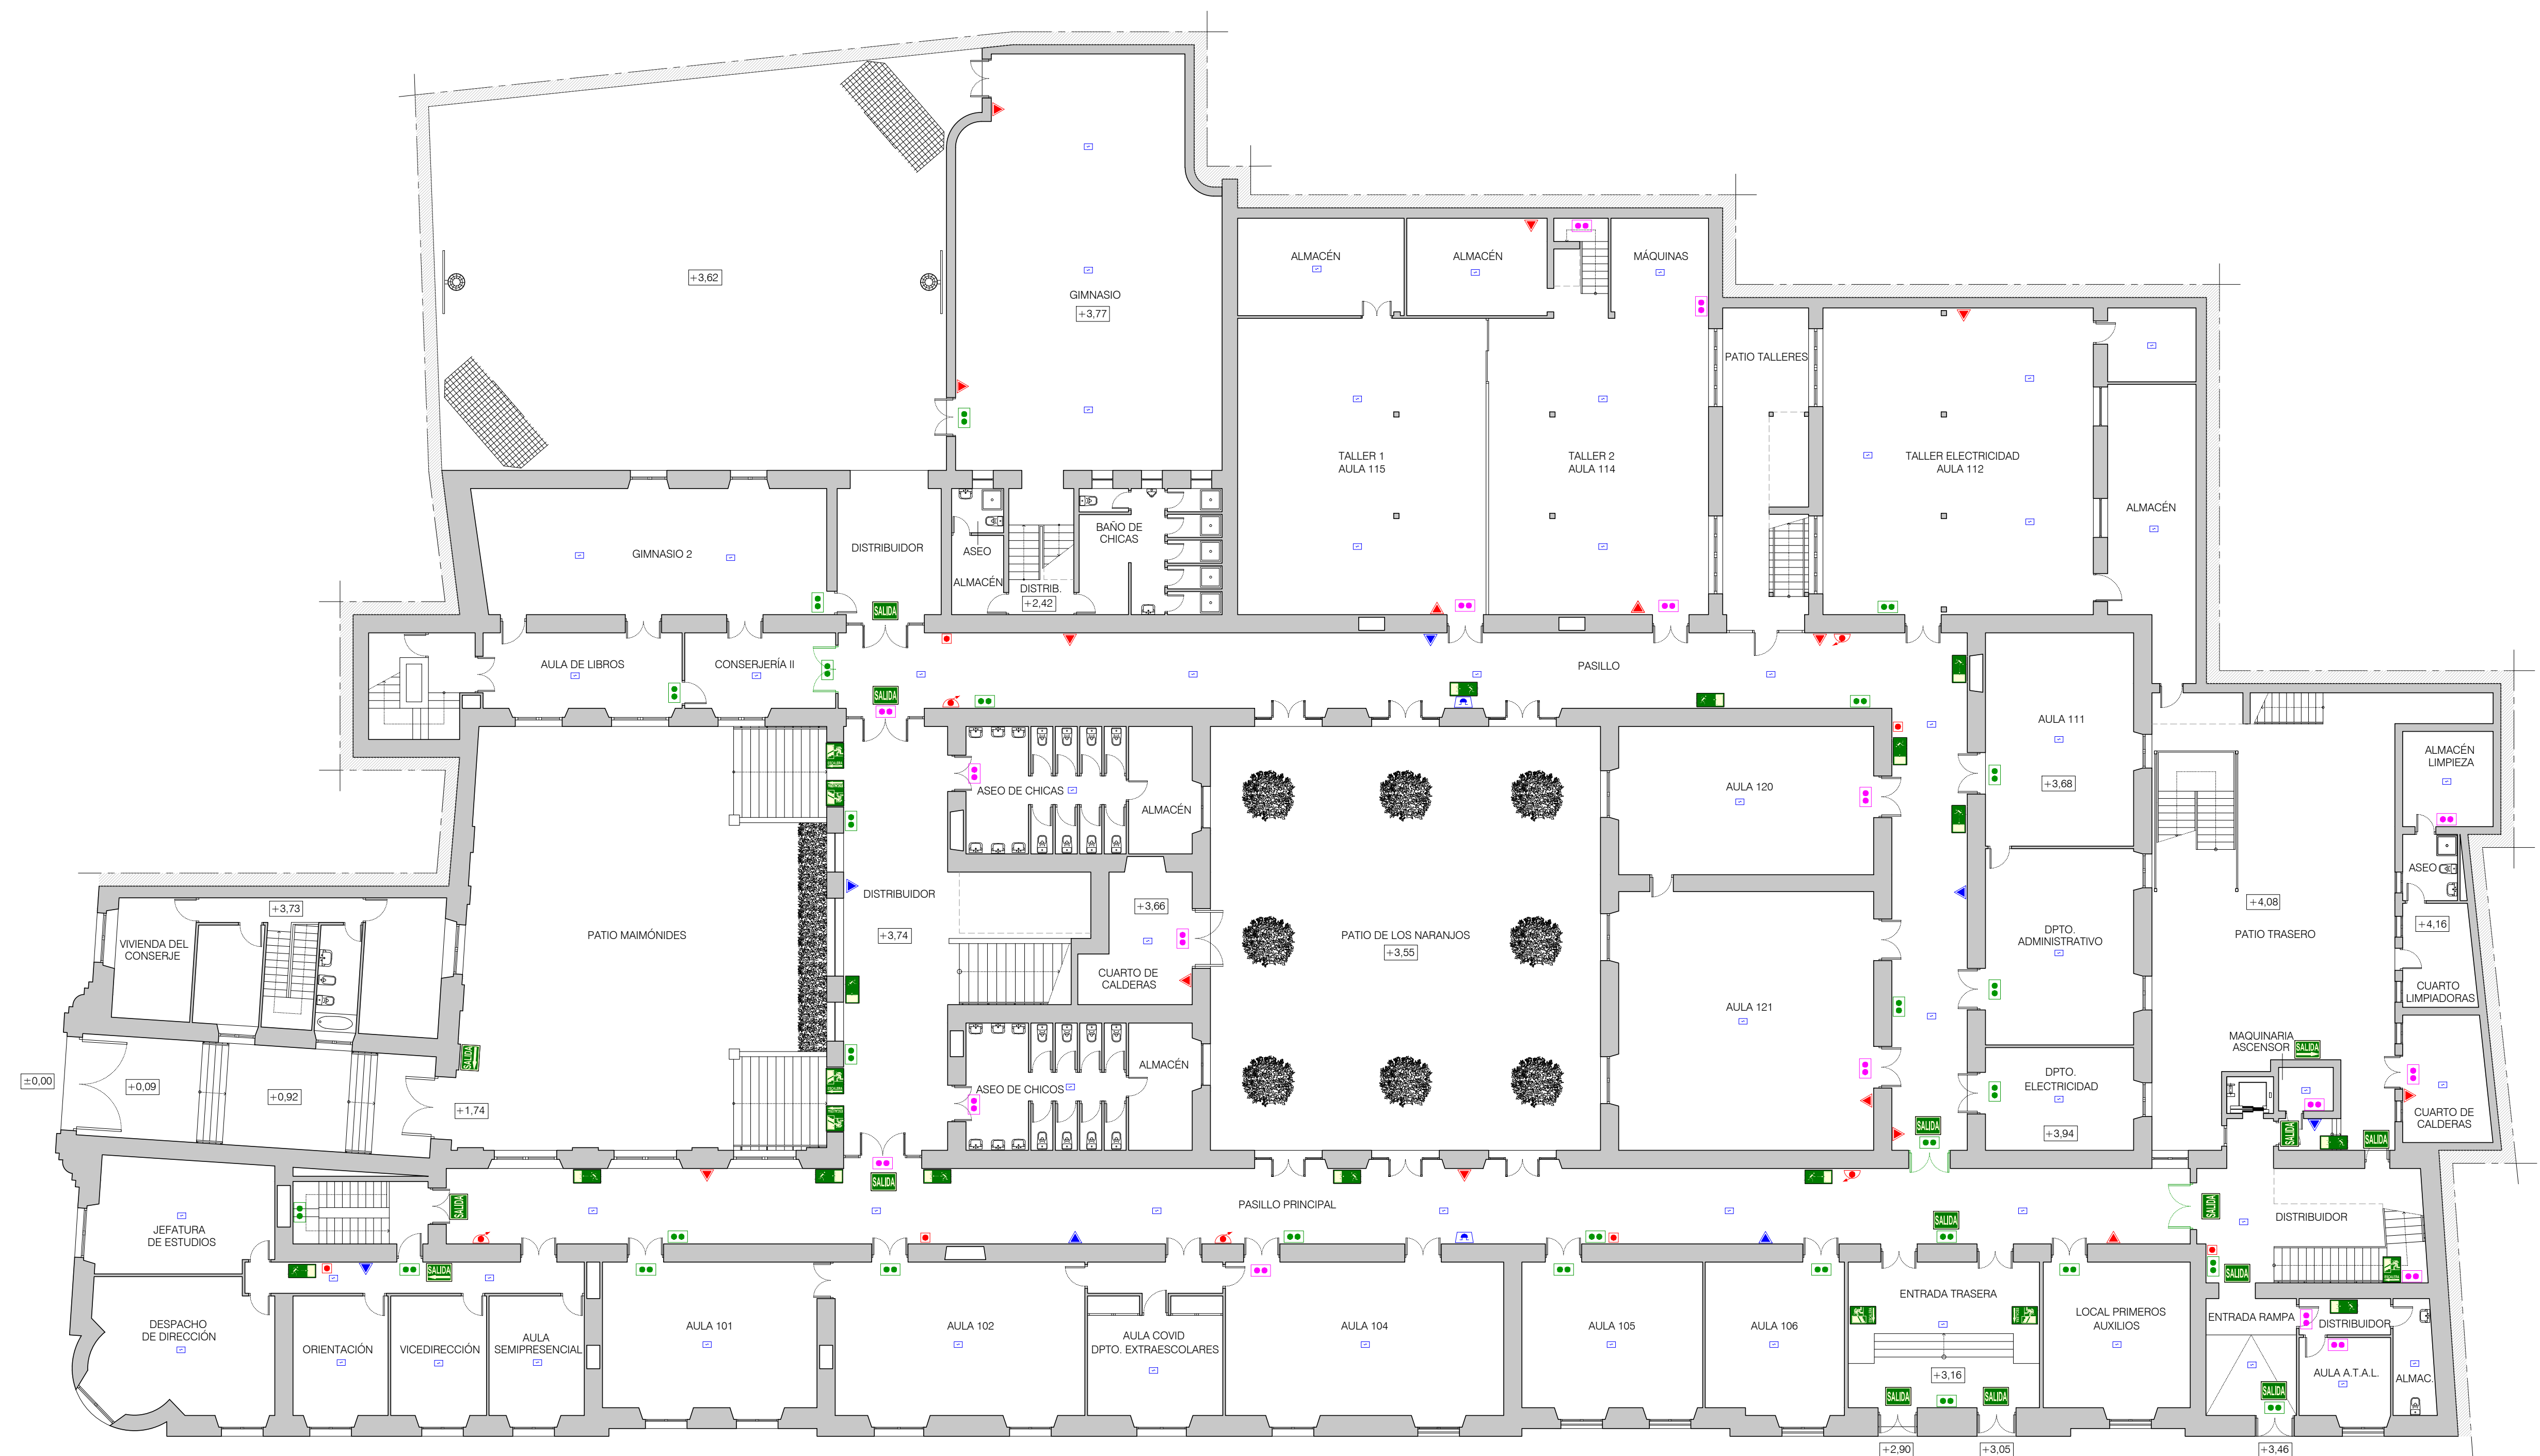 +3,62
GIMNASIO
+3,77
ALMACÉN
ALMACÉN
MÁQUINAS
PATIO TALLERES
TALLER 1
AULA 115
TALLER 2
AULA 114
TALLER ELECTRICIDAD
AULA 112
ALMACÉN
GIMNASIO 2
DISTRIBUIDOR
ASEO
ALMACÉN
BAÑO DE
CHICAS
DISTRIB.
+2,42
SALIDA
AULA DE LIBROS
CONSERJERÍA II
PASILLO
SALIDA
AULA 111
+3,68
ALMACÉN
LIMPIEZA
ASEO DE CHICAS
ALMACÉN
AULA 120
ASEO
DISTRIBUIDOR
+3,73
VIVIENDA DEL
CONSERJE
PATIO MAIMÓNIDES
+3,74
+3,66
CUARTO DE
CALDERAS
PATIO DE LOS NARANJOS
+3,55
DPTO.
ADMINISTRATIVO
+4,08
PATIO TRASERO
+4,16
CUARTO
LIMPIADORAS
AULA 121
MAQUINARIA
ASCENSOR
SALIDA
SALIDA
±0,00
+0,09
+0,92
+1,74
ASEO DE CHICOS
ALMACÉN
DPTO.
ELECTRICIDAD
+3,94
CUARTO DE
CALDERAS
SALIDA
SALIDA
SALIDA
SALIDA
SALIDA
PASILLO PRINCIPAL
SALIDA
SALIDA
DISTRIBUIDOR
JEFATURA
DE ESTUDIOS
SALIDA
SALIDA
DESPACHO
DE DIRECCIÓN
ORIENTACIÓN
VICEDIRECCIÓN
AULA
SEMIPRESENCIAL
AULA 101
AULA 102
AULA COVID
DPTO. EXTRAESCOLARES
AULA 104
AULA 105
AULA 106
ENTRADA TRASERA
+3,16
LOCAL PRIMEROS
AUXILIOS
ENTRADA RAMPA
DISTRIBUIDOR
AULA A.T.A.L.
ALMAC.
SALIDA
SALIDA
SALIDA
+2,90
+3,05
+3,46